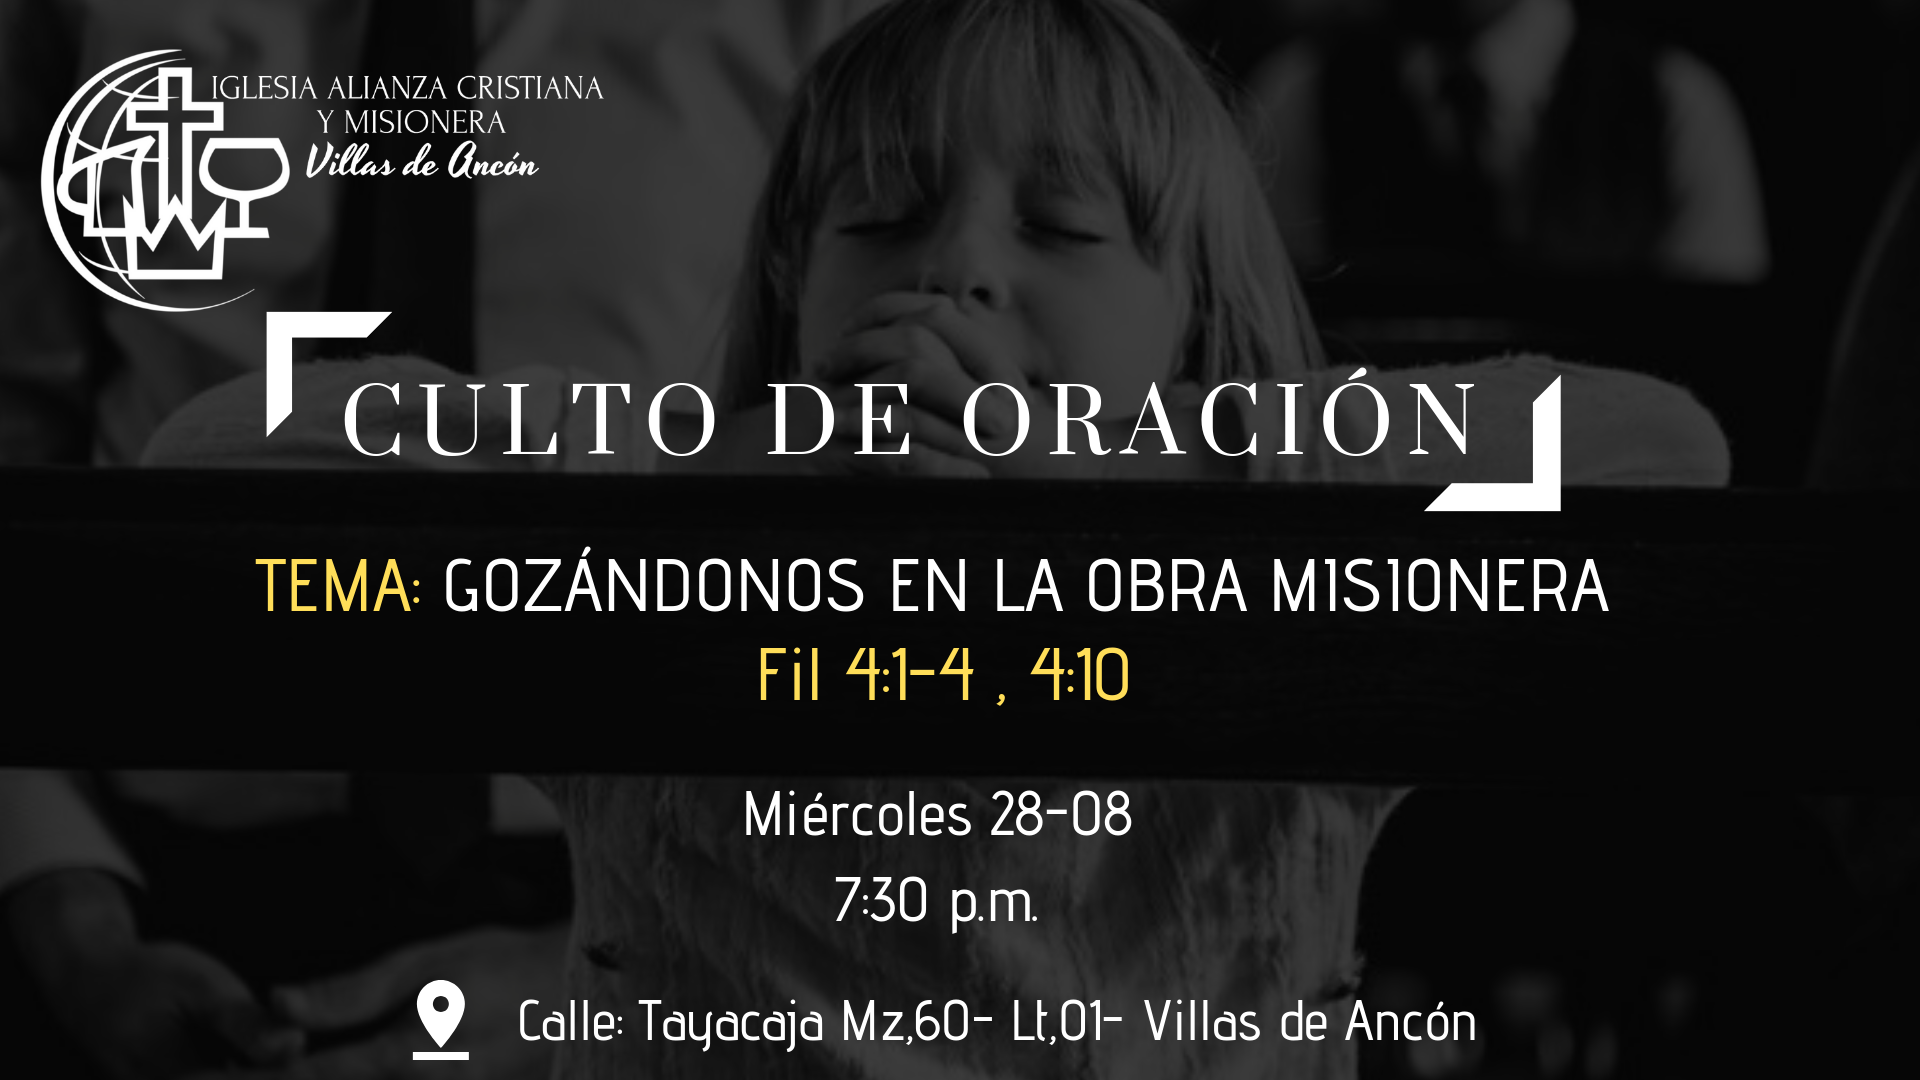 IGLESIA ALIANZA CRISTIANA
Y MISIONERA
Villas de Ancón
CULTO DE ORACIÓN
TEMA: GOZÁNDONOS EN LA OBRA MISIONERA
Fil 4:1-4 , 4:10
Miércoles 28-08
7:30 p.m.
Calle: Tayacaja Mz,60- Lt,01- Villas de Ancón